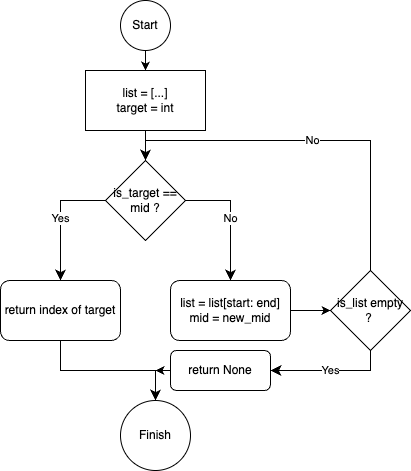 Start
list = [...]
target = int
No
is_target ==
mid ?
Yes
No
return index of target
list = list[start: end]
mid = new_mid
is_list empty
?
return None
Yes
Finish